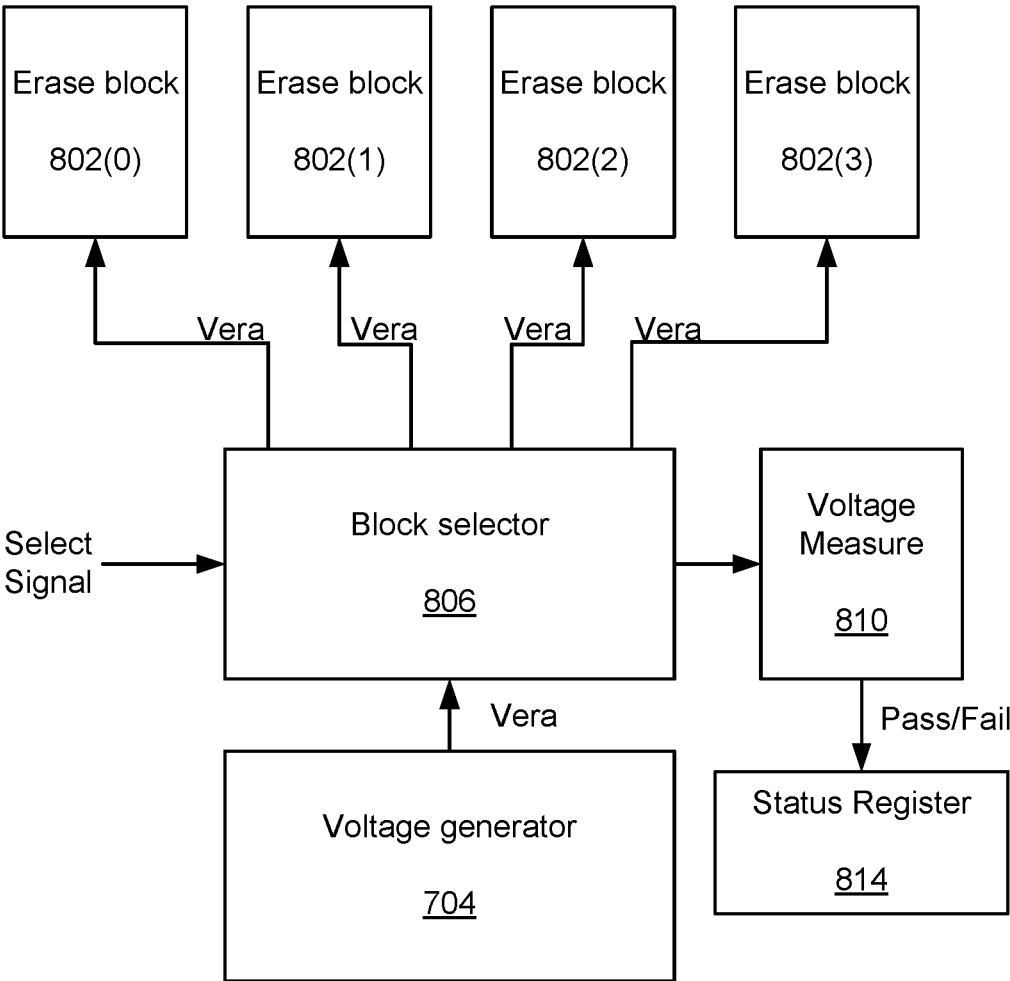 Erase block
802(0)
Erase block
802(1)
Erase block
802(2)
Erase block
802(3)
Vera
Vera
Vera
Vera
Select
Signal
Block selector
806
Voltage
Measure
810
Vera
Pass/Fail
Voltage generator
704
Status Register
814